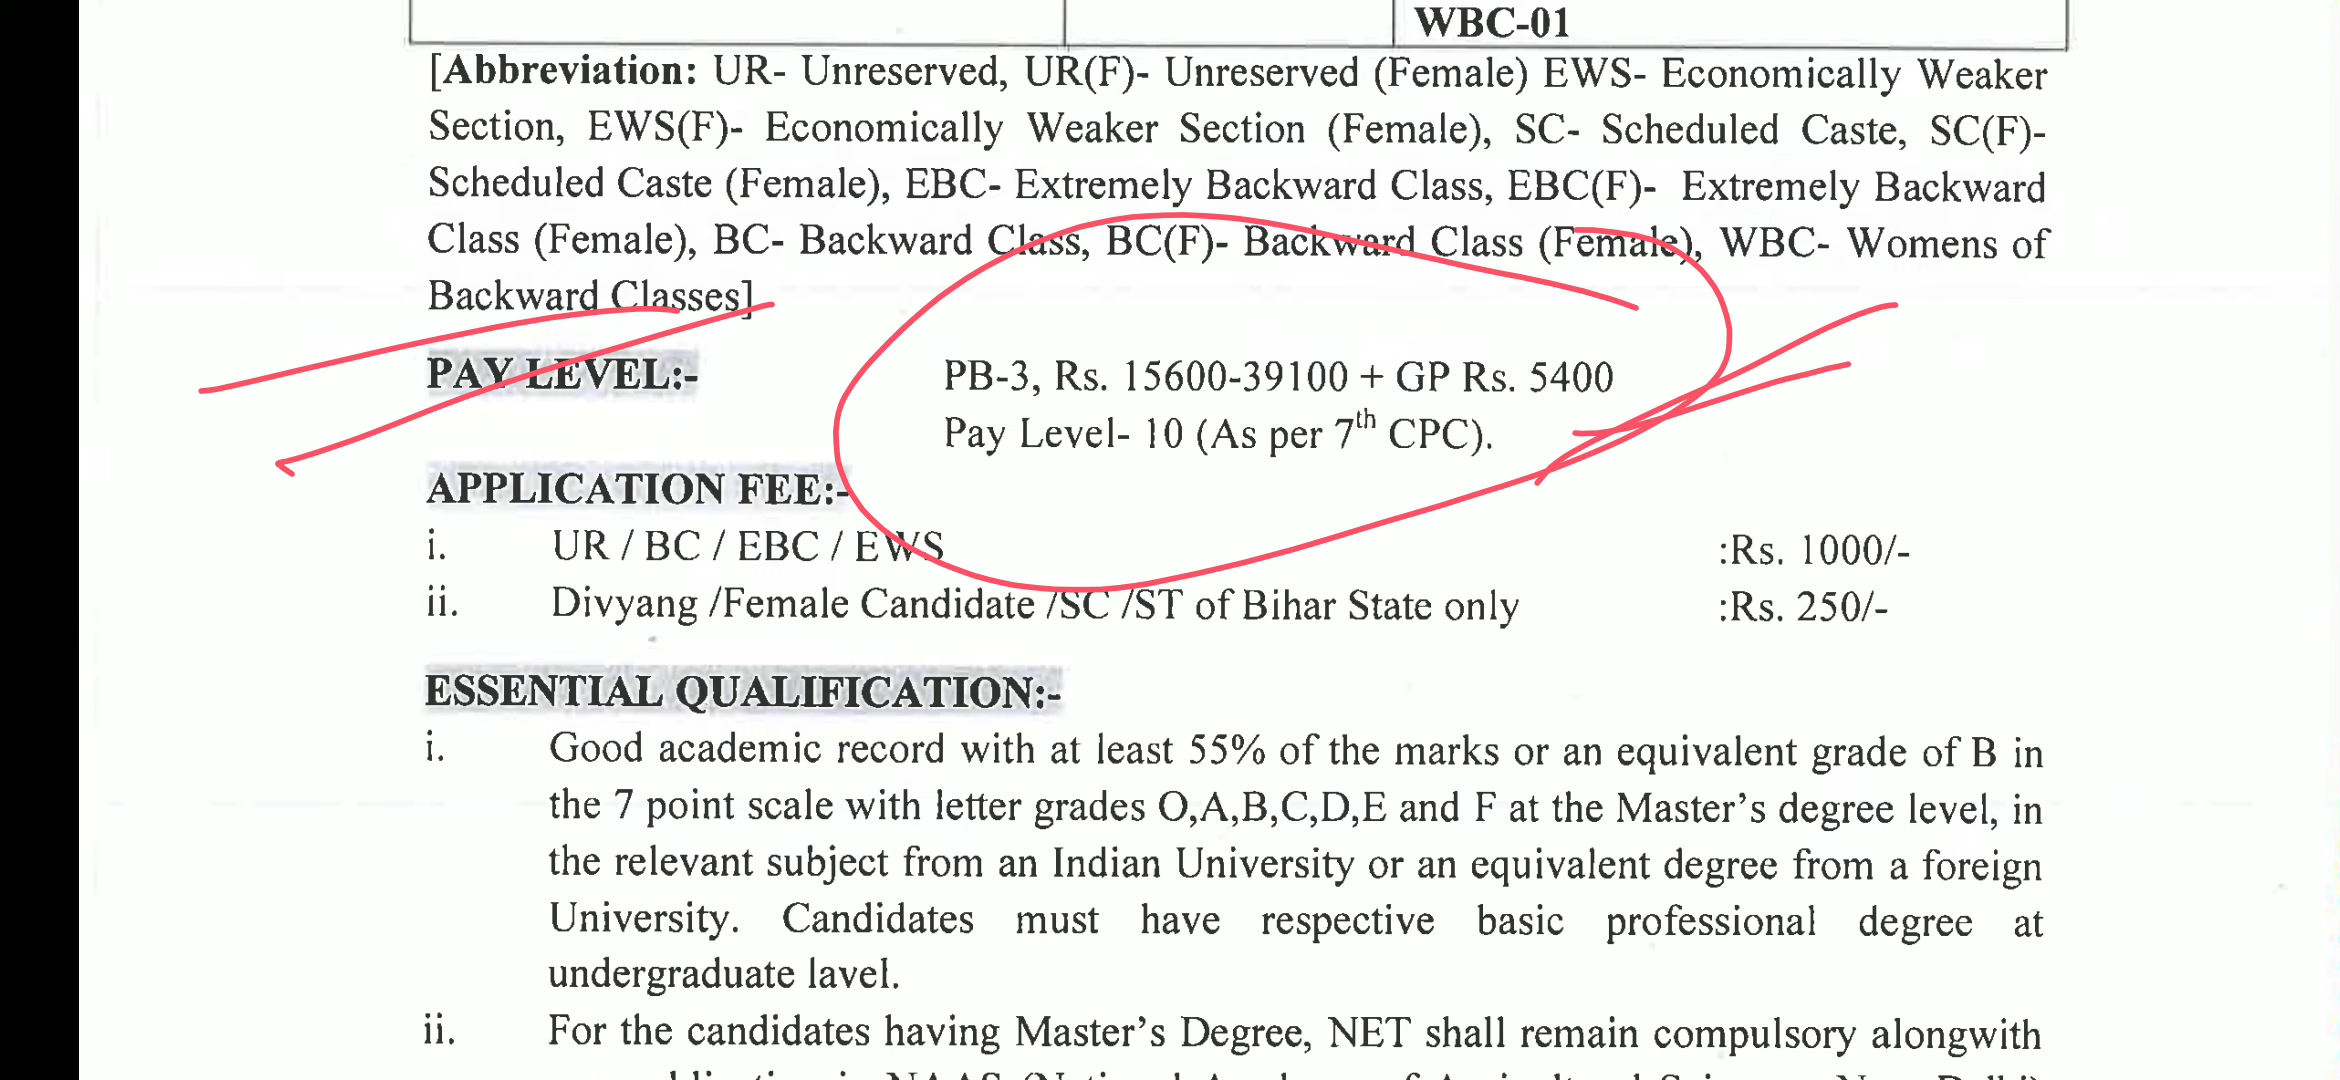 WBC-01
[Abbreviation: UR- Unreserved, UR(F)- Unreserved (Female) EWS- Economically Weaker
Section, EWS(F)- Economically Weaker Section (Female), SC- Scheduled Caste, SC(F)-
Scheduled Caste (Female), EBC- Extremely Backward Class, EBC(F)- Extremely Backward
Class (Female), BC- Backward Class, BC(F)- Backward Class (Female), WBC- Womens of
Backward Classes]
PAY LEVEL:- PB-3, Rs. 15600-39100 + GP Rs. 5400
Pay Level- 10 (As per 7th CPC).
APPLICATION FEE:-
i. UR / BC / EBC / EWS :Rs. 1000/-
ii. Divyang /Female Candidate /SC /ST of Bihar State only :Rs. 250/-
ESSENTIAL QUALIFICATION:-
i. Good academic record with at least 55% of the marks or an equivalent grade of B in
the 7 point scale with letter grades O,A,B,C,D,E and F at the Master's degree level, in
the relevant subject from an Indian University or an equivalent degree from a foreign
University. Candidates must have respective basic professional degree at
undergraduate lavel.
ii. For the candidates having Master's Degree, NET shall remain compulsory alongwith